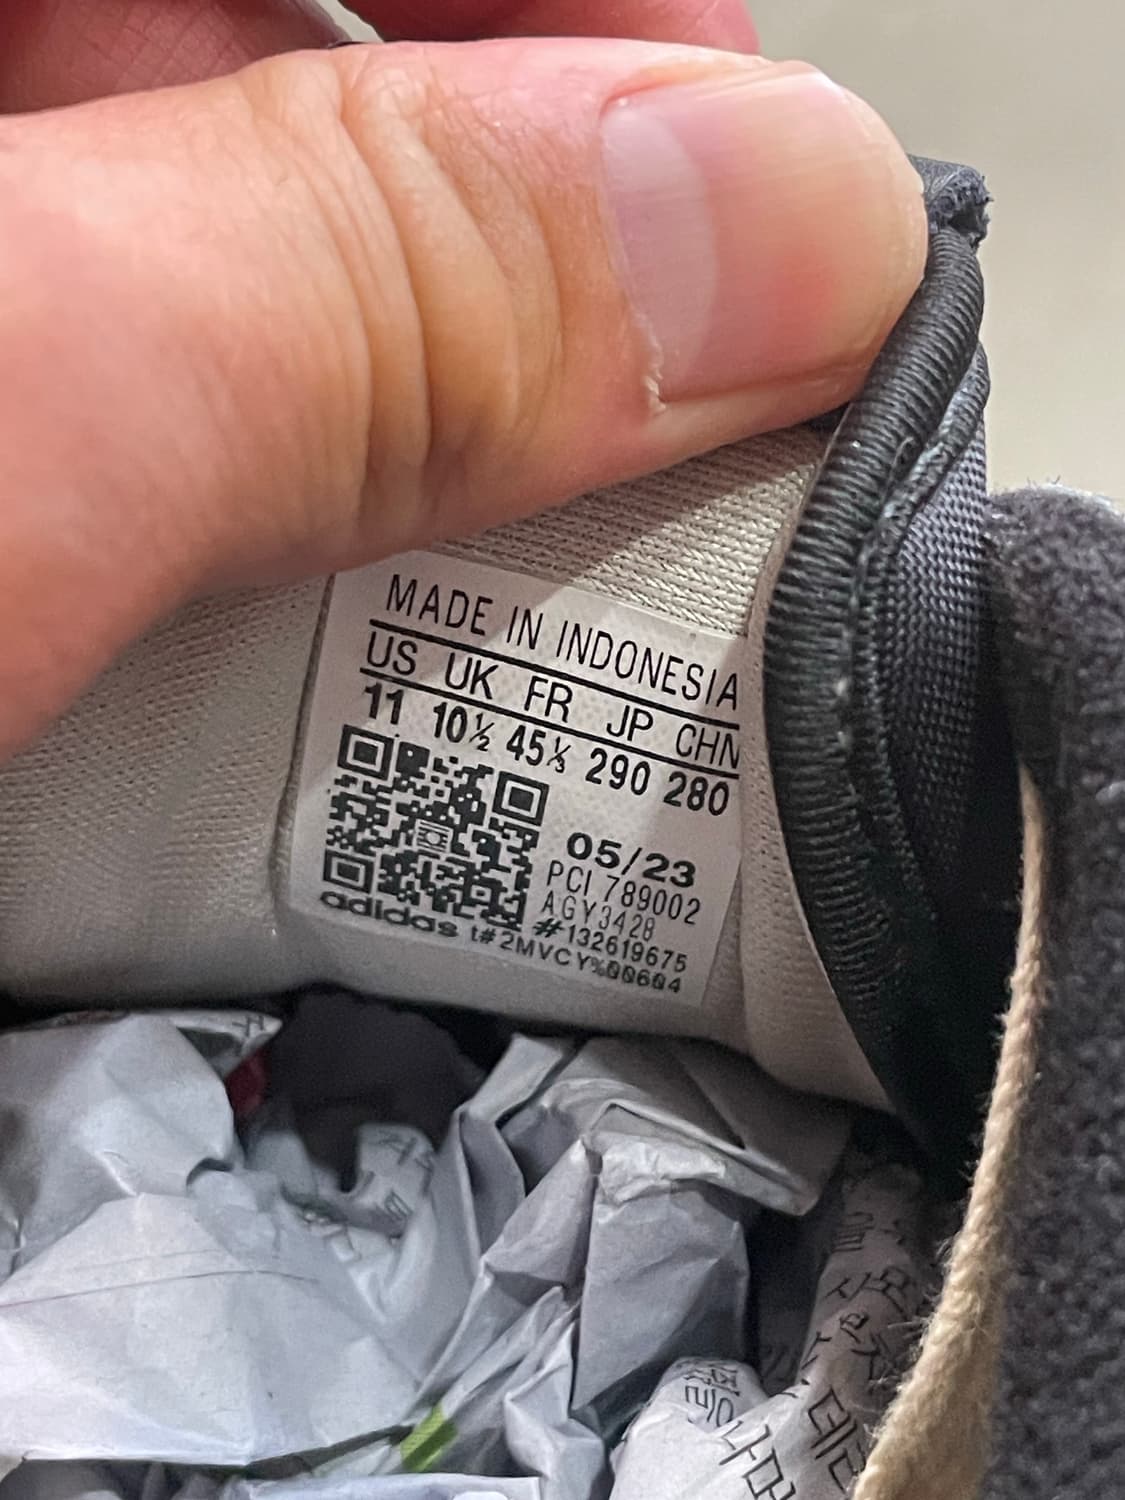 MADE IN INDONESIA
US UK FR JP CHN
11 10½ 45⅓ 290 280
05/23
PCI 789002
AGY3428
#132619675
adidas t#2MVCY%00604